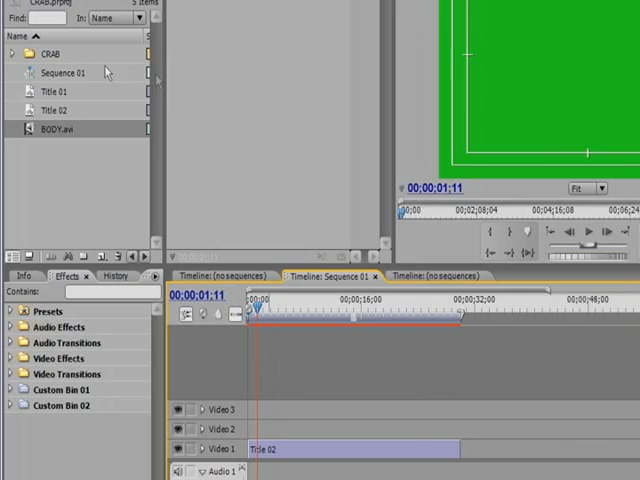 CRAB.prproj 5 Items
Find: In: Name
Name
CRAB
Sequence 01
Title 01
Title 02
BODY.avi
00;00;01;11 Fit
00;00 00;02;08;04 00;04;16;08 00;06;24
Info Effects × History
Contains:
Presets
Audio Effects
Audio Transitions
Video Effects
Video Transitions
Custom Bin 01
Custom Bin 02
Timeline: (no sequences) Timeline: Sequence 01 × Timeline: (no sequences)
00;00;01;11
;00;00 00;00;16;00 00;00;32;00 00;00;48;00
Video 3
Video 2
Video 1 Title 02
Audio 1